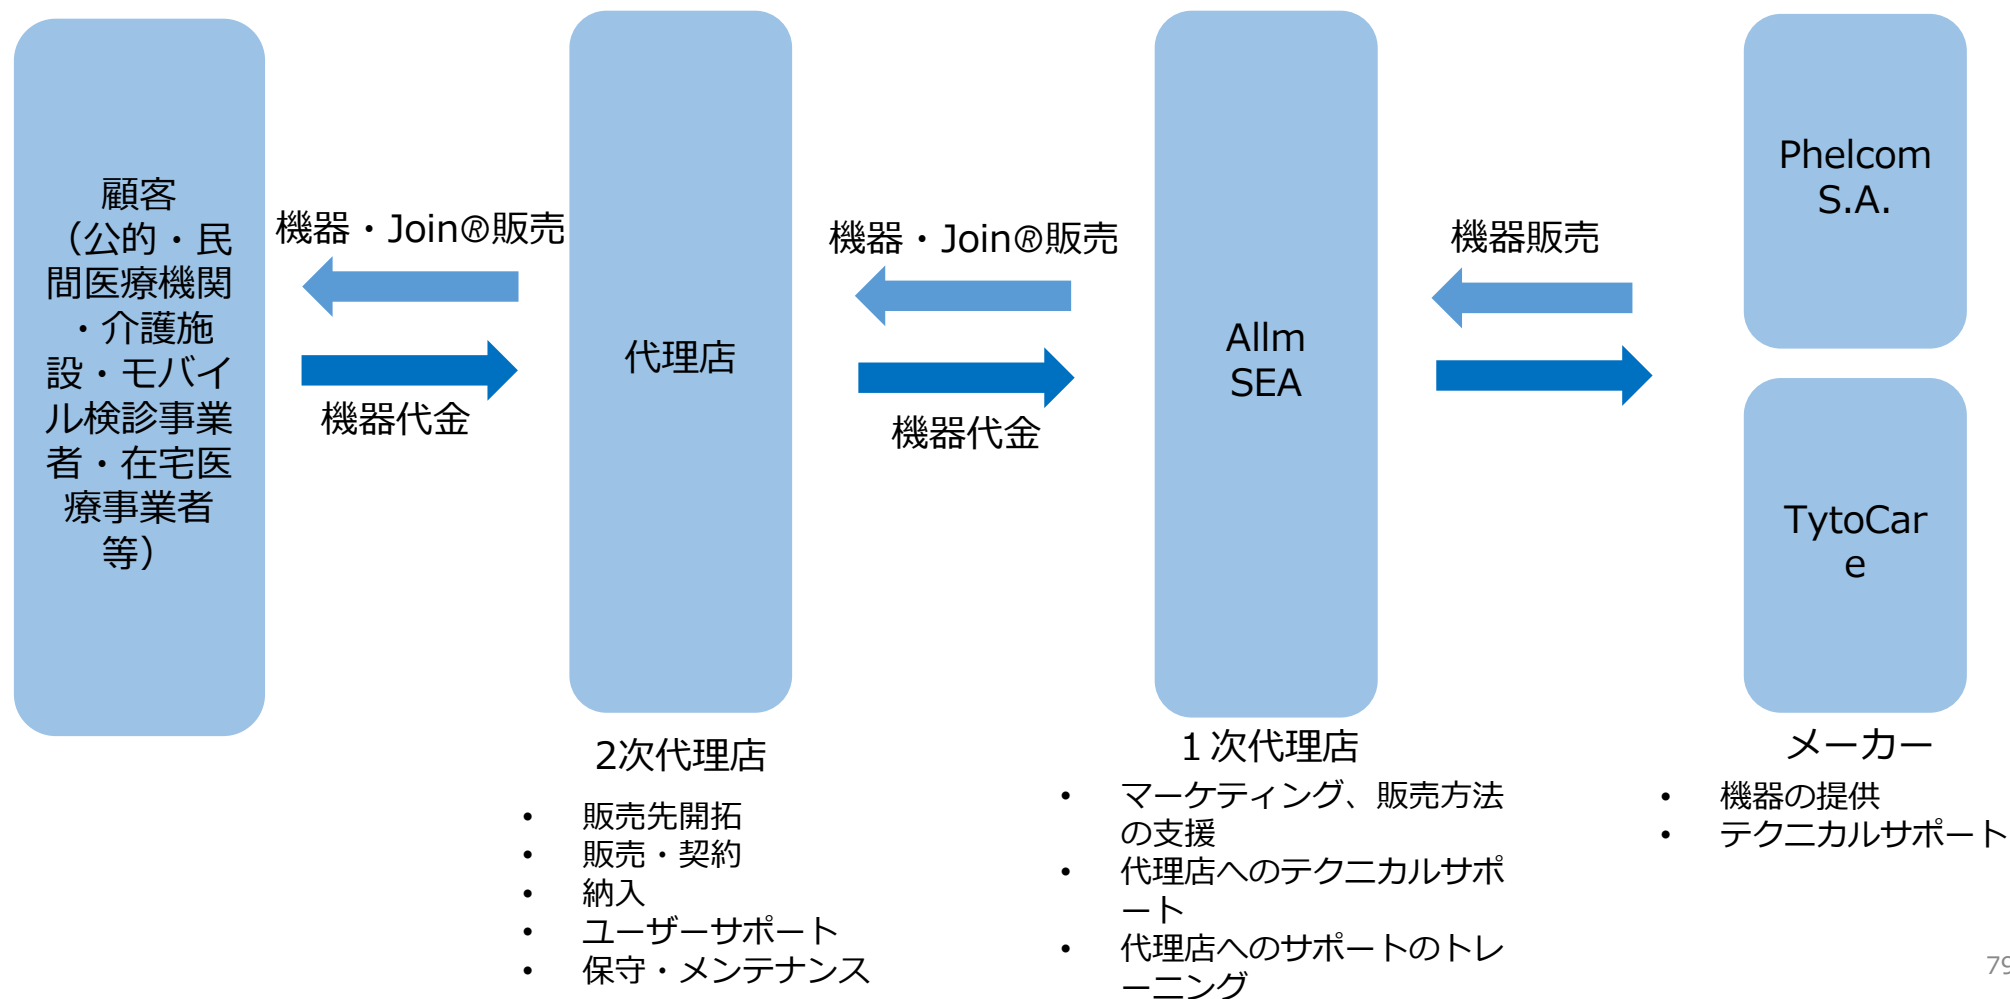 顧客
（公的・民
間医療機関
・介護施
設・モバイ
ル検診事業
者・在宅医
療事業者
等）
機器・Join®販売
機器代金
代理店
機器・Join®販売
機器代金
Allm
SEA
機器販売
Phelcom
S.A.
TytoCar
e
2次代理店
• 販売先開拓
• 販売・契約
• 納入
• ユーザーサポート
• 保守・メンテナンス
１次代理店
• マーケティング、販売方法
の支援
• 代理店へのテクニカルサポ
ート
• 代理店へのサポートのトレ
ーニング
メーカー
• 機器の提供
• テクニカルサポート
79